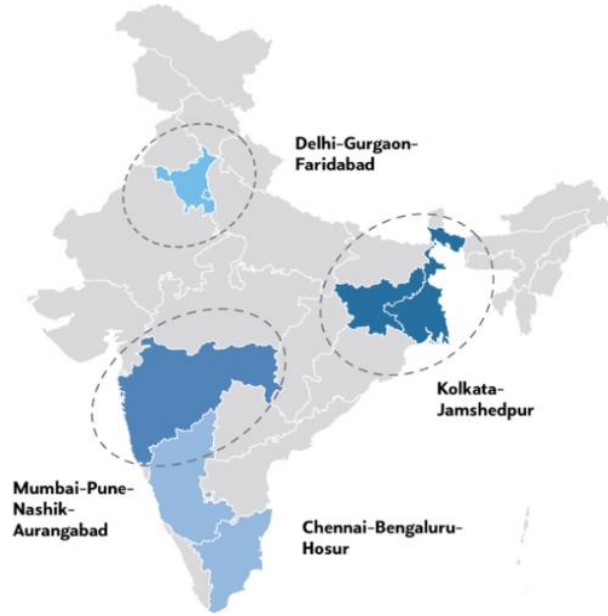 Delhi-Gurgaon-
Faridabad
Kolkata-
Jamshedpur
Mumbai-Pune-
Nashik-
Aurangabad
Chennai-Bengaluru-
Hosur